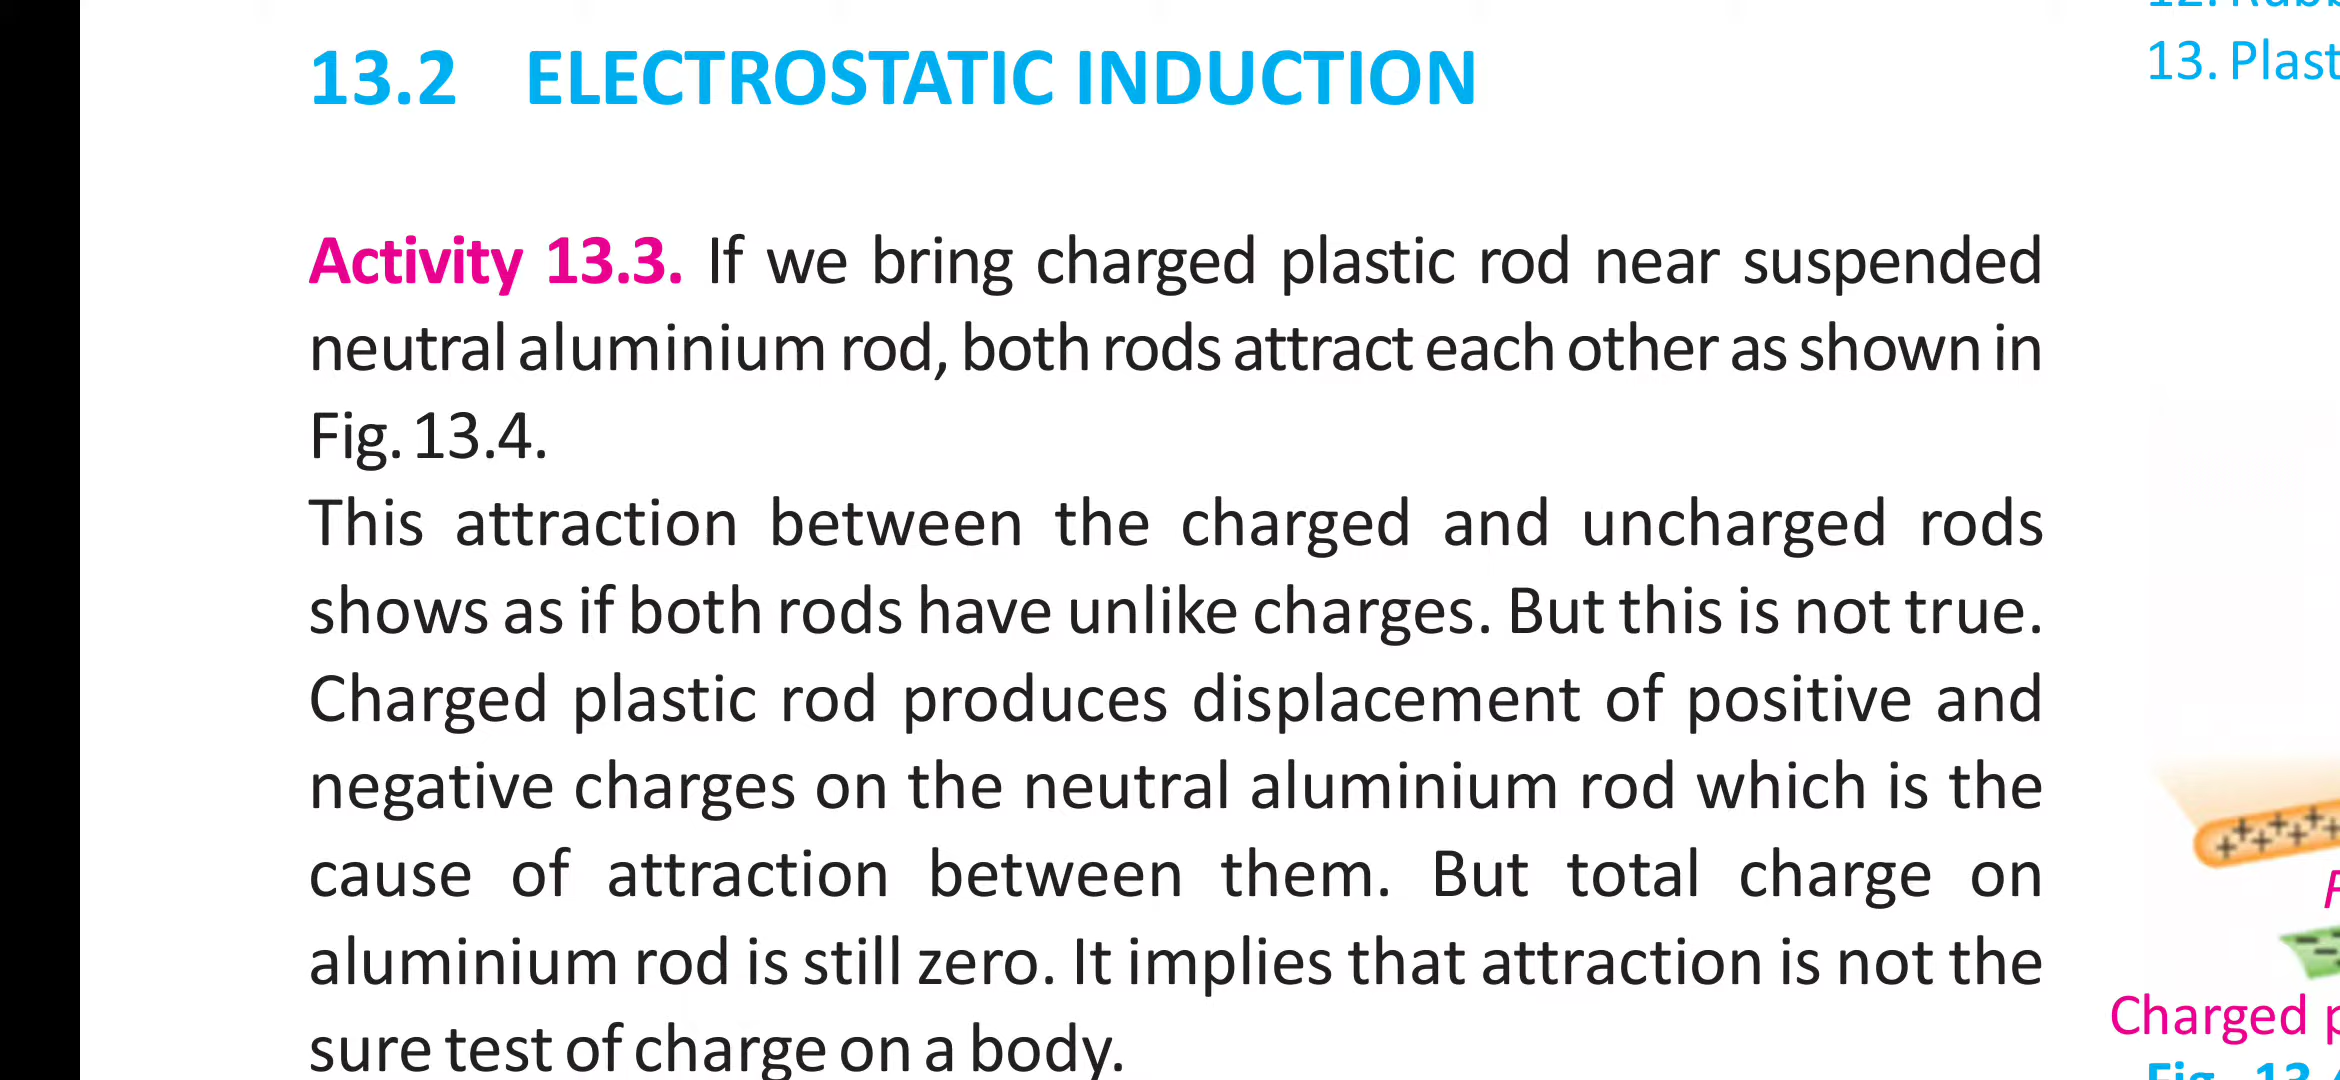 13.2 ELECTROSTATIC INDUCTION
13. Plast
Activity 13.3. If we bring charged plastic rod near suspended
neutral aluminium rod, both rods attract each other as shown in
Fig. 13.4.
This attraction between the charged and uncharged rods
shows as if both rods have unlike charges. But this is not true.
Charged plastic rod produces displacement of positive and
negative charges on the neutral aluminium rod which is the
cause of attraction between them. But total charge on
aluminium rod is still zero. It implies that attraction is not the
sure test of charge on a body.
Charged